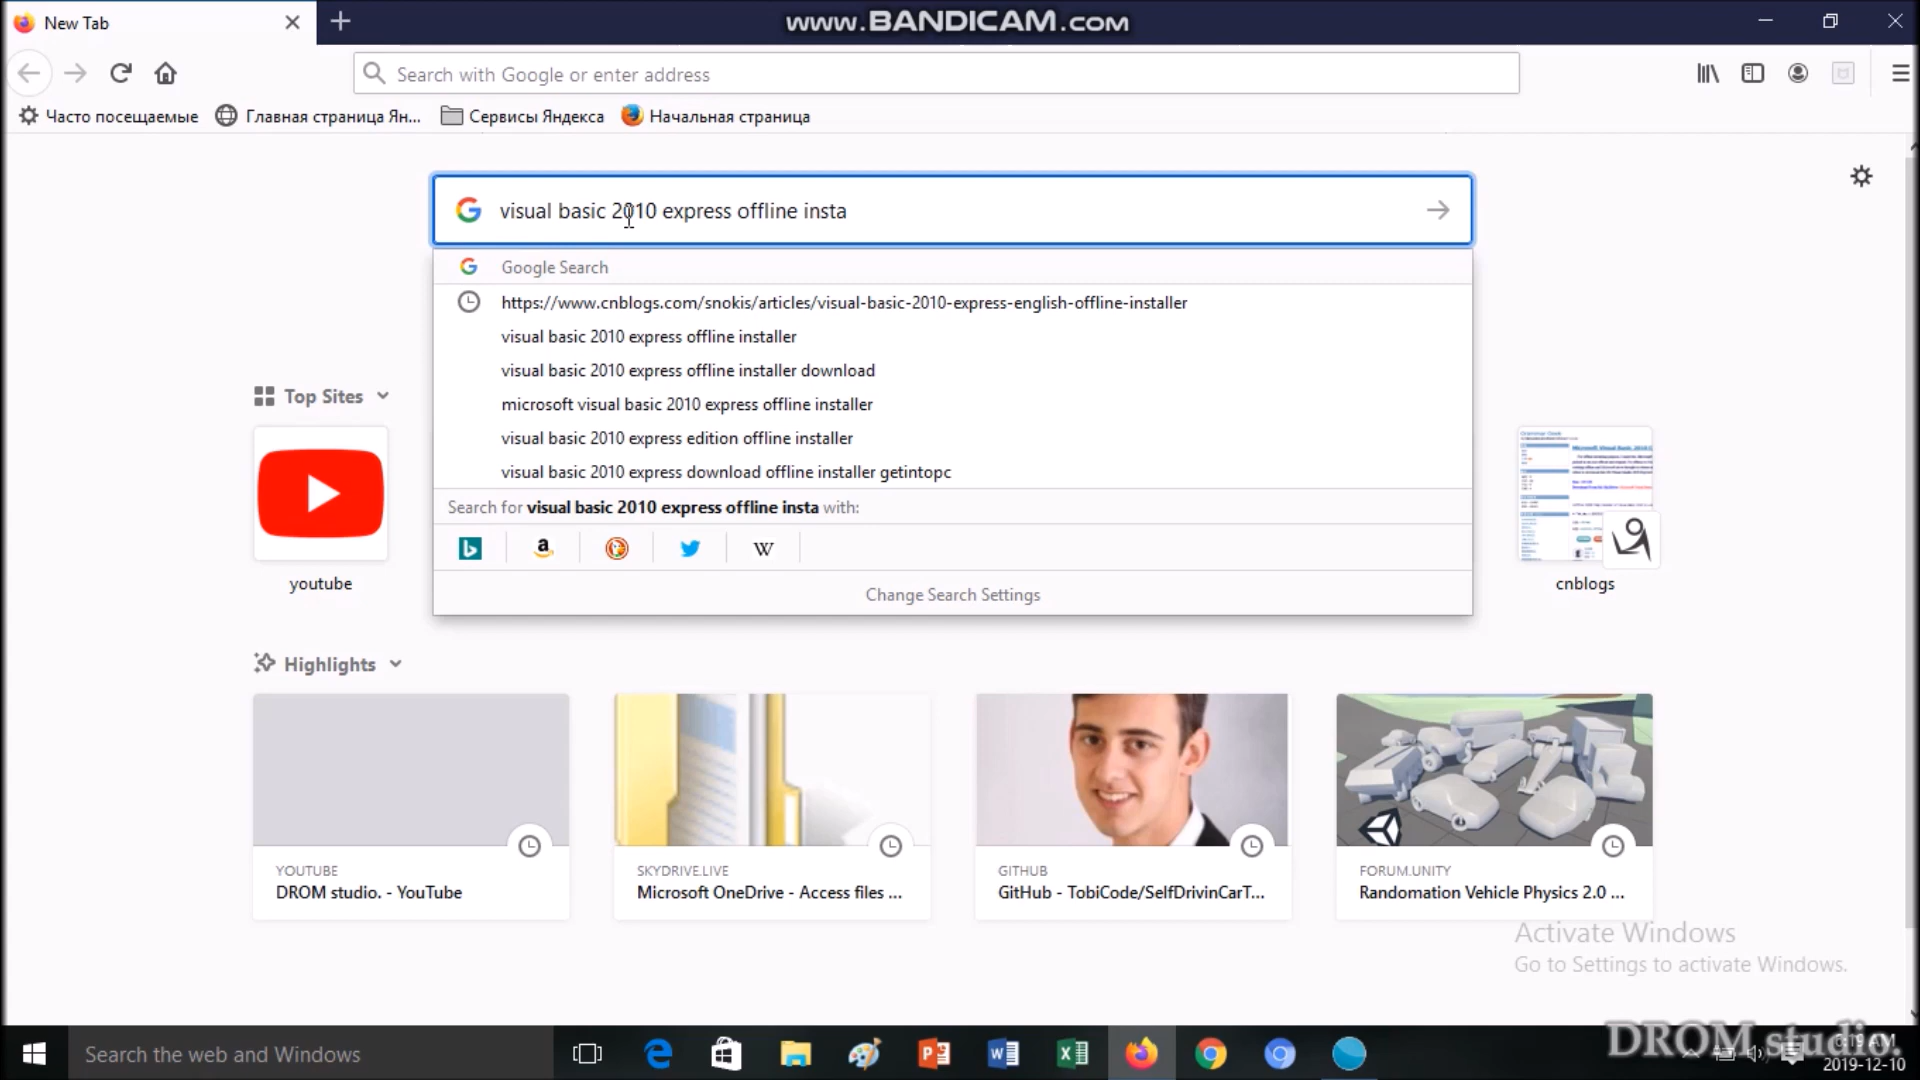 New Tab
www.BANDICAM.com
Search with Google or enter address
Часто посещаемые
Главная страница Ян...
Сервисы Яндекса
Начальная страница
visual basic 2010 express offline insta
Google Search
https://www.cnblogs.com/snokis/articles/visual-basic-2010-express-english-offline-installer
visual basic 2010 express offline installer
visual basic 2010 express offline installer download
microsoft visual basic 2010 express offline installer
visual basic 2010 express edition offline installer
visual basic 2010 express download offline installer getintopc
Search for visual basic 2010 express offline insta with:
Change Search Settings
Top Sites
youtube
cnblogs
Highlights
YOUTUBE
DROM studio. - YouTube
SKYDRIVE.LIVE
Microsoft OneDrive - Access files ...
GITHUB
GitHub - TobiCode/SelfDrivinCarT...
FORUM.UNITY
Randomation Vehicle Physics 2.0 ...
Activate Windows
Go to Settings to activate Windows.
Search the web and Windows
DROM studio.
2019-12-10